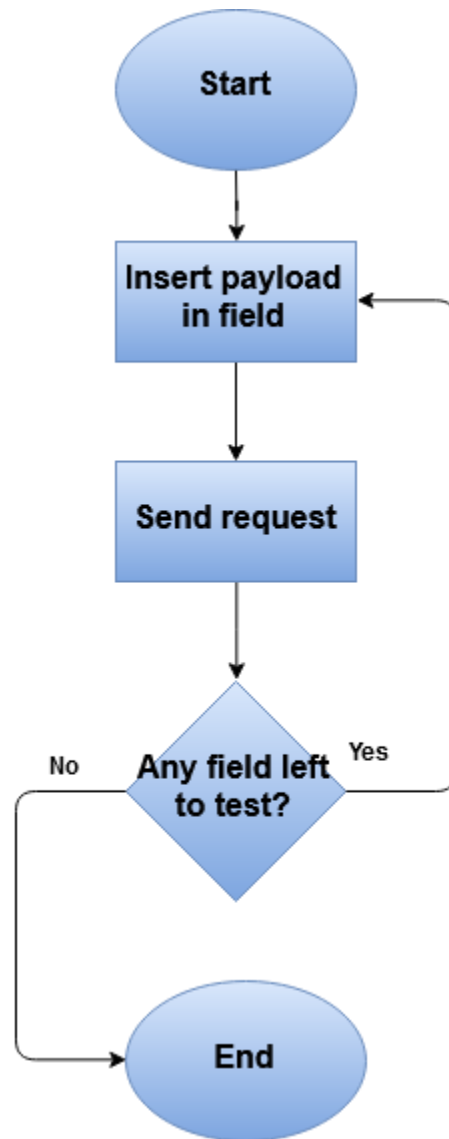 Start
Insert payload
in field
Send request
Any field left
to test?
No
Yes
End